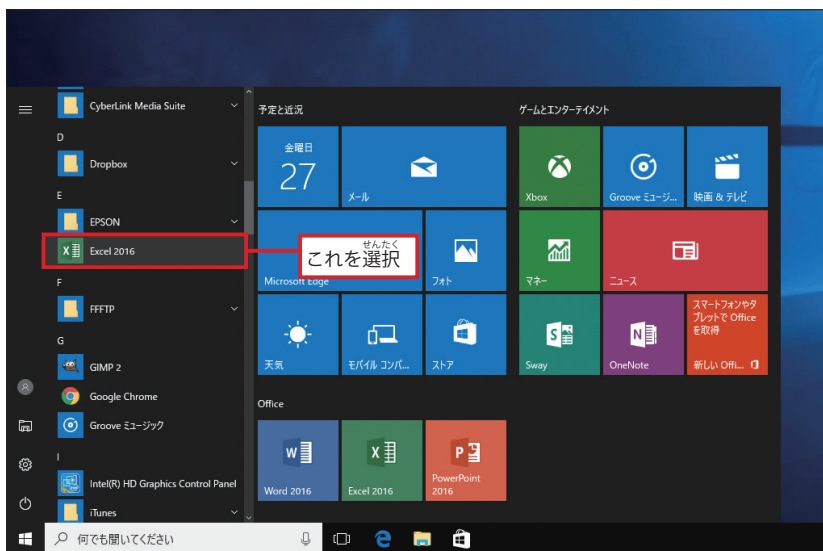 CyberLink Media Suite
D
Dropbox
E
EPSON
Excel 2016
F
FFFTP
G
GIMP 2
Google Chrome
Groove ミュージック
I
Intel(R) HD Graphics Control Panel
iTunes
せんたく
これを選択
予定と近況
金曜日
27
メール
Microsoft Edge
フォト
天気
モバイル コンパ...
ストア
Office
Word 2016
Excel 2016
PowerPoint
2016
ゲームとエンターテイメント
Xbox
Groove ミュージ...
映画 & テレビ
マネー
ニュース
Sway
OneNote
スマートフォンやタ
ブレットで Office
を取得
新しい Offi...
何でも聞いてください